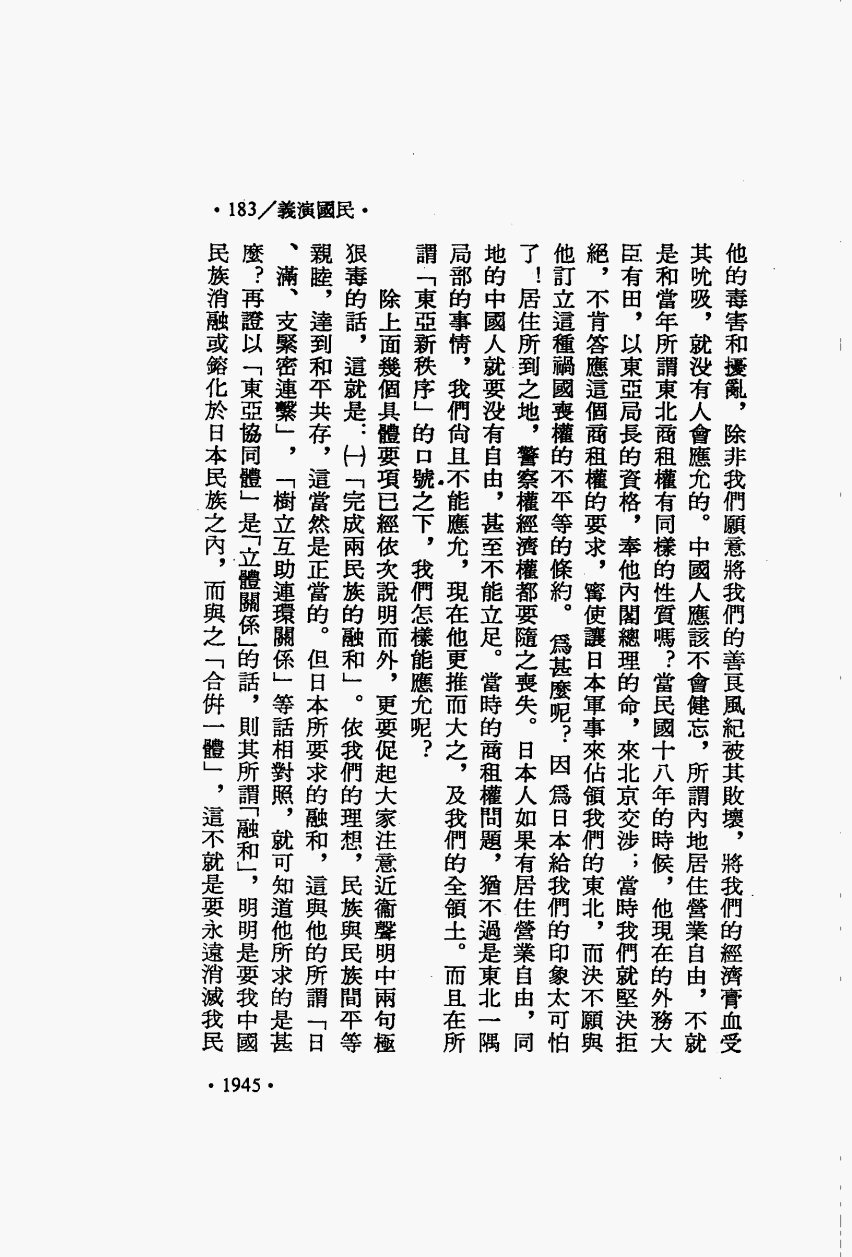 •183/義演國民•
他的毒害和擾亂，除非我們願意將我們的善良風紀被其敗壞，將我們的經濟膏血受
其吮吸，就沒有人會應允的。中國人應該不會健忘，所謂內地居住營業自由，不就
是和當年所謂東北商租權有同樣的性質嗎？當民國十八年的時候，他現在的外務大
臣有田，以東亞局長的資格，奉他內閣總理的命，來北京交涉；當時我們就堅決拒
絕，不肯答應這個商租權的要求，寗使讓日本軍事來佔領我們的東北，而決不願與
他訂立這種禍國喪權的不平等的條約。爲甚麼呢？因爲日本給我們的印象太可怕
了！居住所到之地，警察權經濟權都要隨之喪失。日本人如果有居住營業自由，同
地的中國人就要沒有自由，甚至不能立足。當時的商租權問題，猶不過是東北一隅
局部的事情，我們尙且不能應允，現在他更推而大之，及我們的全領土。而且在所
謂「東亞新秩序」的口號之下，我們怎樣能應允呢？
除上面幾個具體要項已經依次說明而外，更要促起大家注意近衞聲明中兩句極
狠毒的話，這就是：㈠「完成兩民族的融和」。依我們的理想，民族與民族間平等
親睦，達到和平共存，這當然是正當的。但日本所要求的融和，這與他的所謂「日
、滿、支緊密連繫」，「樹立互助連環關係」等話相對照，就可知道他所求的是甚
麼？再證以「東亞協同體」是「立體關係」的話，則其所謂「融和」，明明是要我中國
民族消融或鎔化於日本民族之內，而與之「合倂一體」，這不就是要永遠消滅我民
•1945•